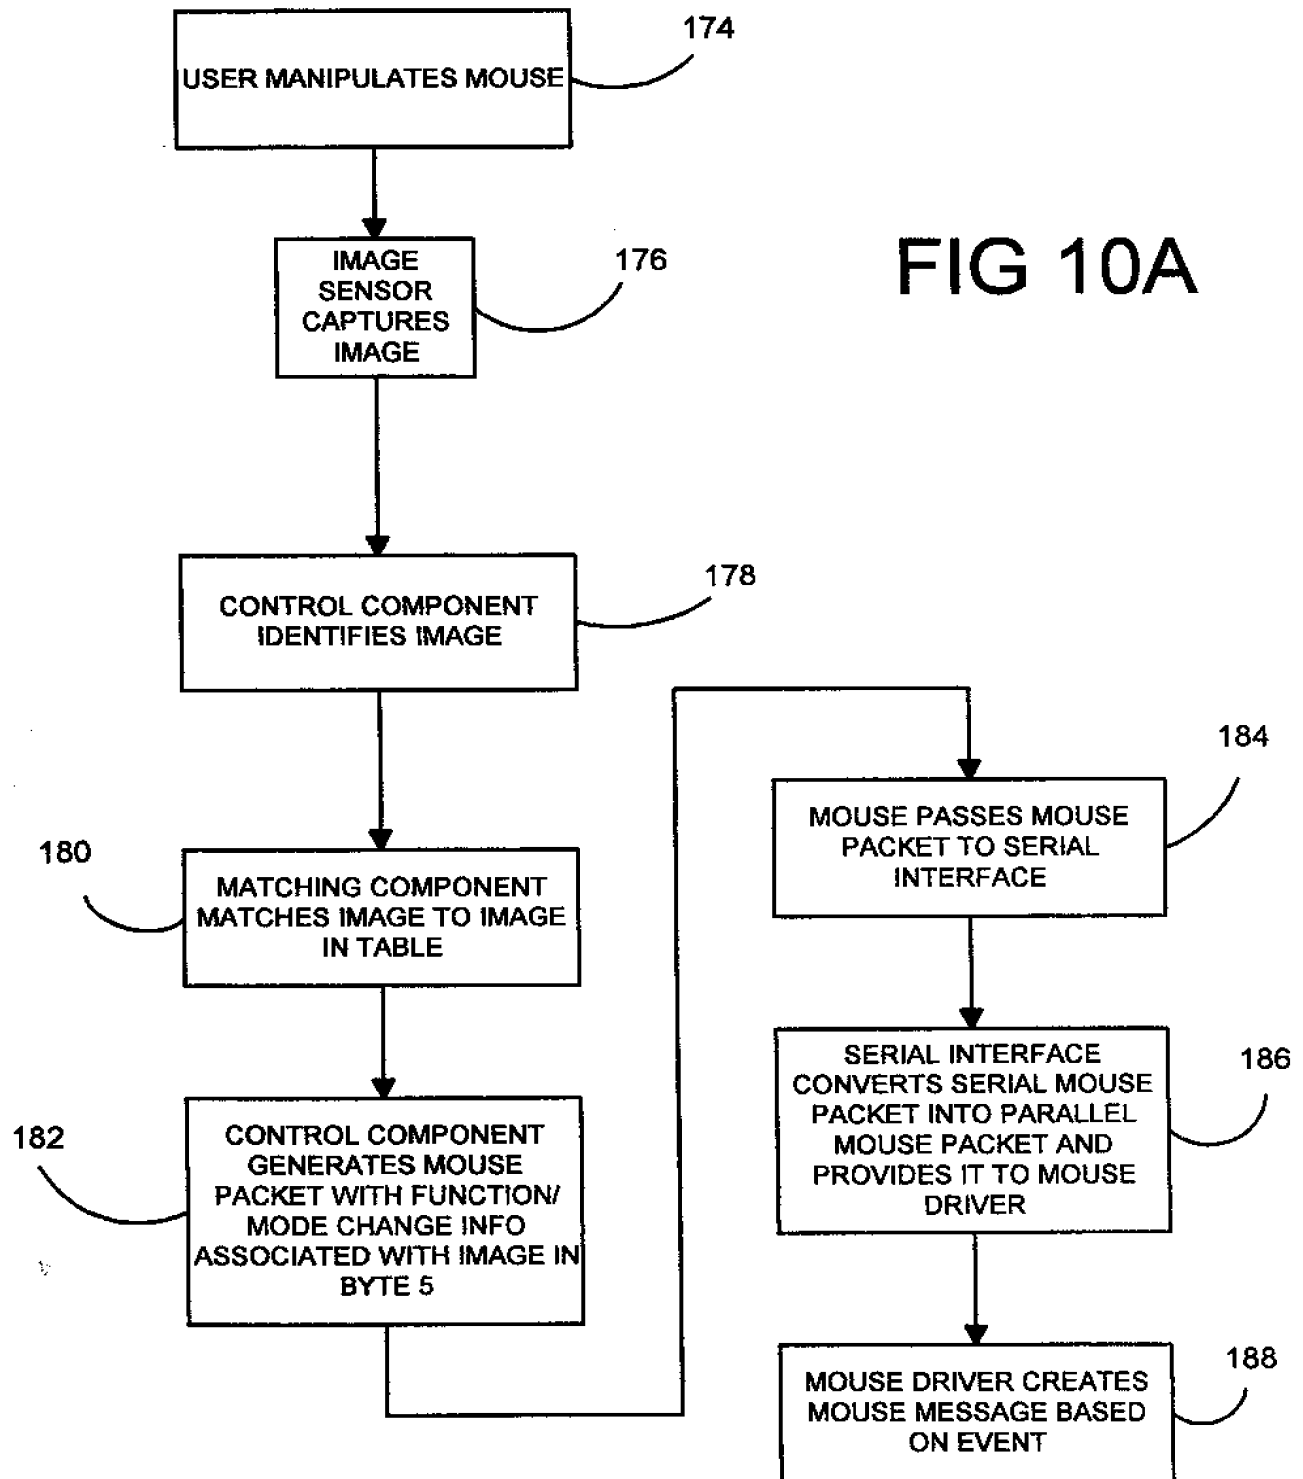 174
USER MANIPULATES MOUSE
176
IMAGE
SENSOR
CAPTURES
IMAGE
FIG 10A
178
CONTROL COMPONENT
IDENTIFIES IMAGE
180
MATCHING COMPONENT
MATCHES IMAGE TO IMAGE
IN TABLE
182
CONTROL COMPONENT
GENERATES MOUSE
PACKET WITH FUNCTION/
MODE CHANGE INFO
ASSOCIATED WITH IMAGE IN
BYTE 5
184
MOUSE PASSES MOUSE
PACKET TO SERIAL
INTERFACE
186
SERIAL INTERFACE
CONVERTS SERIAL MOUSE
PACKET INTO PARALLEL
MOUSE PACKET AND
PROVIDES IT TO MOUSE
DRIVER
188
MOUSE DRIVER CREATES
MOUSE MESSAGE BASED
ON EVENT